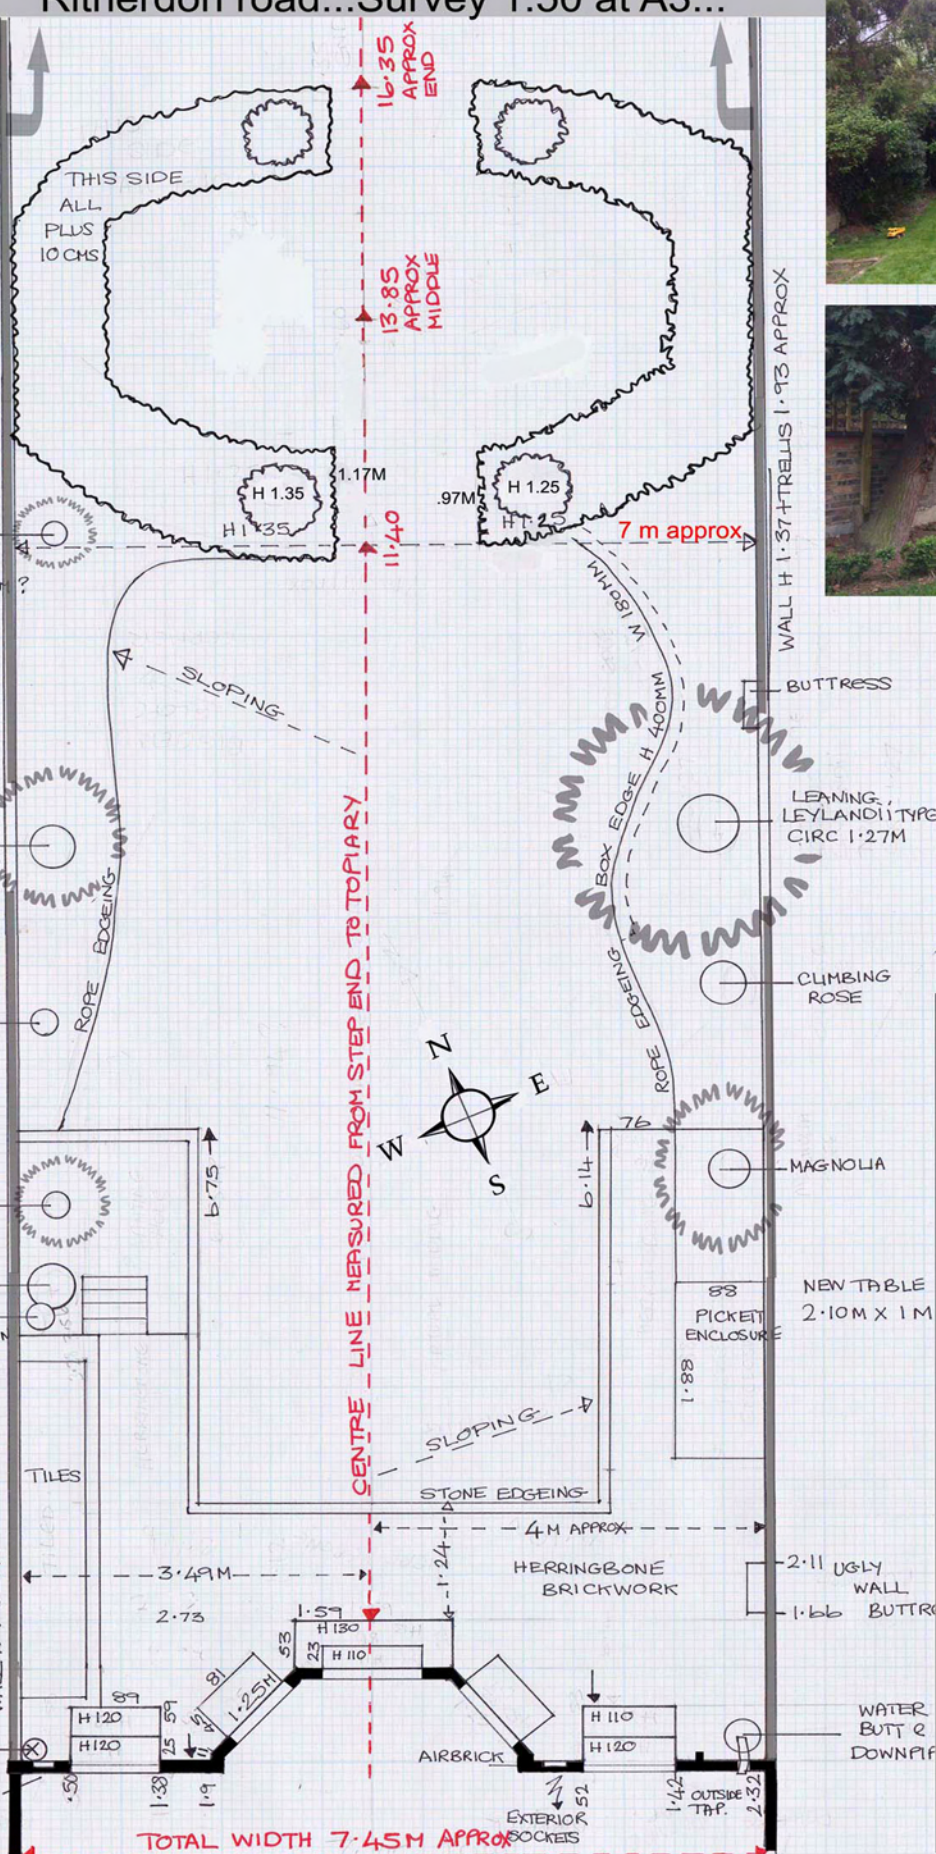 Kitherdon road...Survey 1:50 at A3...
16·35
APPROX
END
THIS SIDE
ALL
PLUS
10 CMS
13·85
APPROX
MIDDLE
WALL H 1·37 + TRELLIS 1·93 APPROX
1.17M
H 1.35
H 1·35
.97M
H 1.25
H 1·25
11·40
7 m approx
?
W 180MM
SLOPING
BUTTRESS
BOX EDGE H 400MM
LEANING
LEYLANDII TYPE
CIRC 1·27M
ROPE EDGEING
CLIMBING
ROSE
ROPE EDGEING
CENTRE LINE MEASURED FROM STEP END TO TOPIARY
N
E
W
S
76
6·75
6·14
MAGNOLIA
88
PICKETT
ENCLOSURE
1·88
NEW TABLE
2·10M X 1M
SLOPING
TILES
STONE EDGEING
4M APPROX
1·24
3·49M
HERRINGBONE
BRICKWORK
2·11 UGLY
WALL
1·66 BUTTR
2·73
1·59
H 130
53
23
H 110
81
1·25M
89
H 120
59
H 120
25
H 110
H 120
AIRBRICK
WATER
BUTT &
DOWNPI
·50
1·38
1·9
52
1·42
2·32
OUTSIDE
TAP.
EXTERIOR
SOCKETS
TOTAL WIDTH 7·45M APPROX